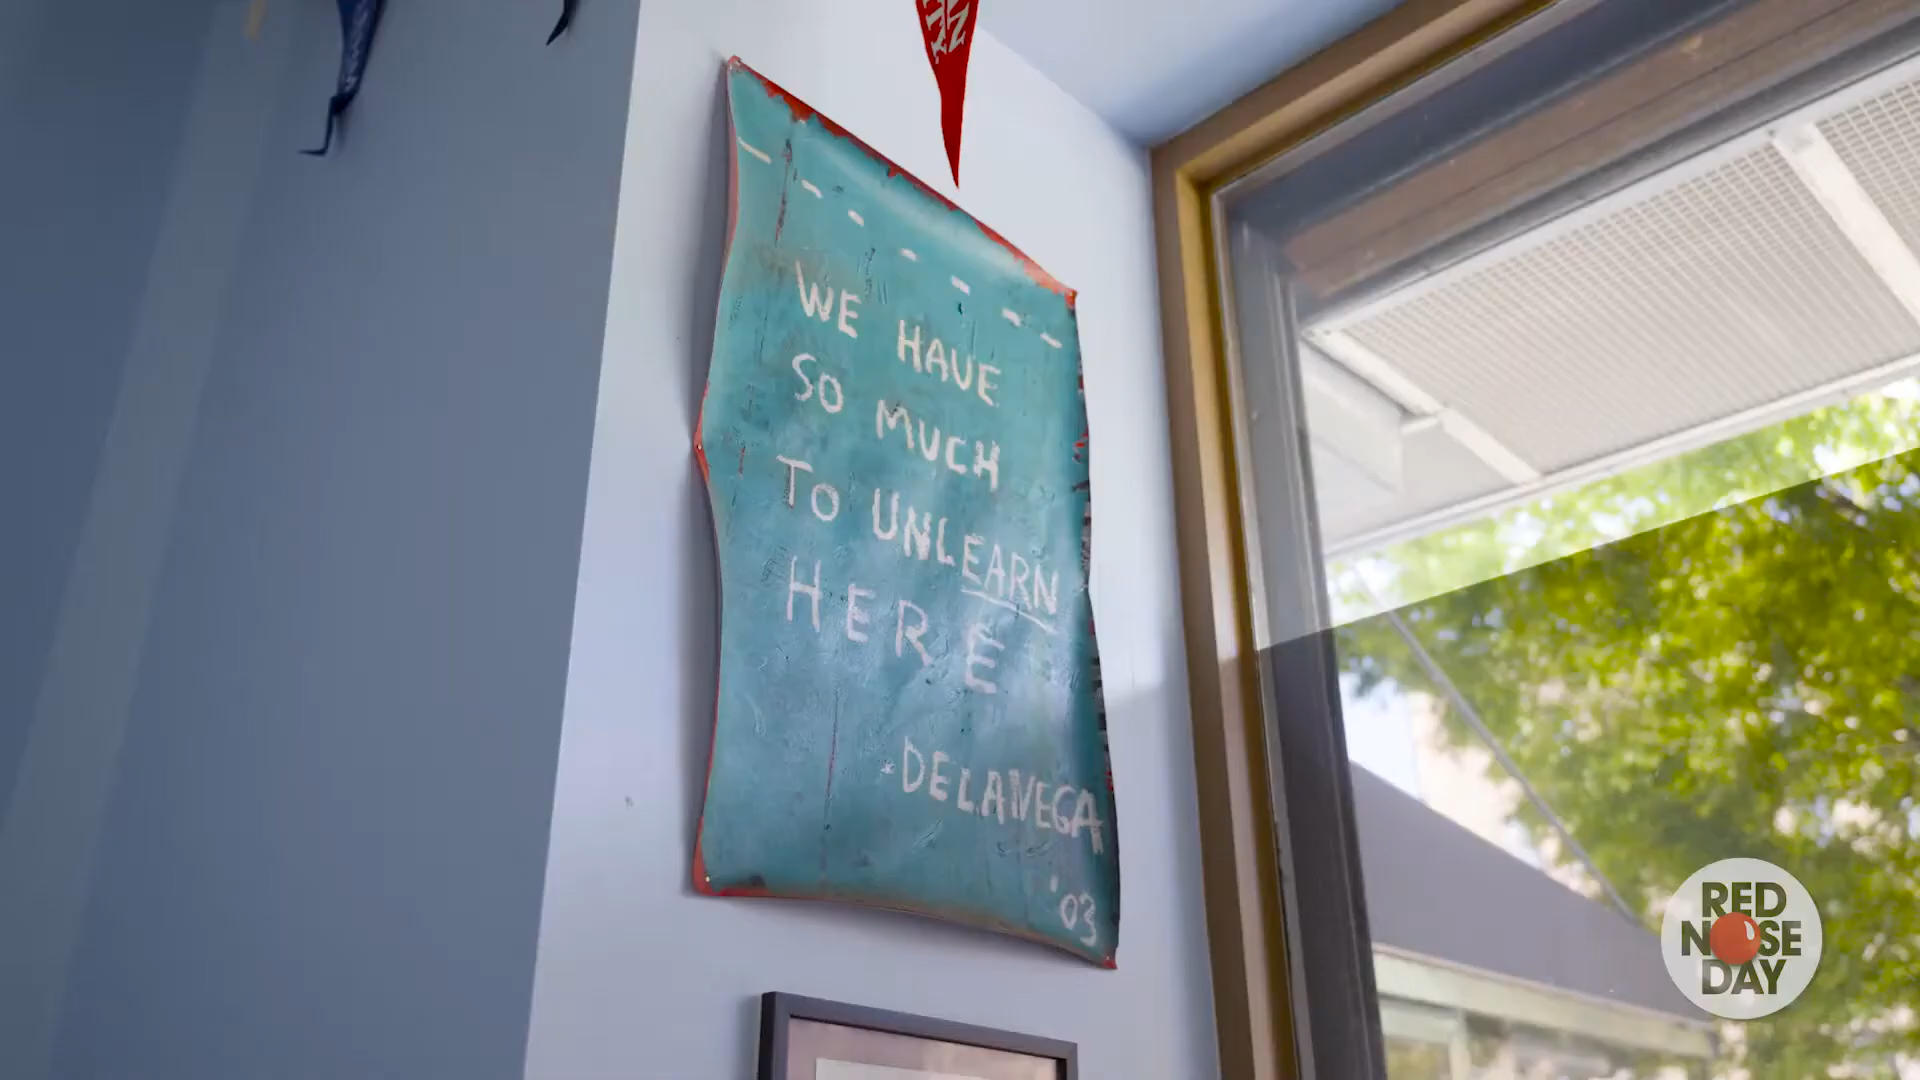 WE HAVE
SO MUCH
TO UNLEARN
HERE
DELAVEGA
'03
RED
NOSE
DAY